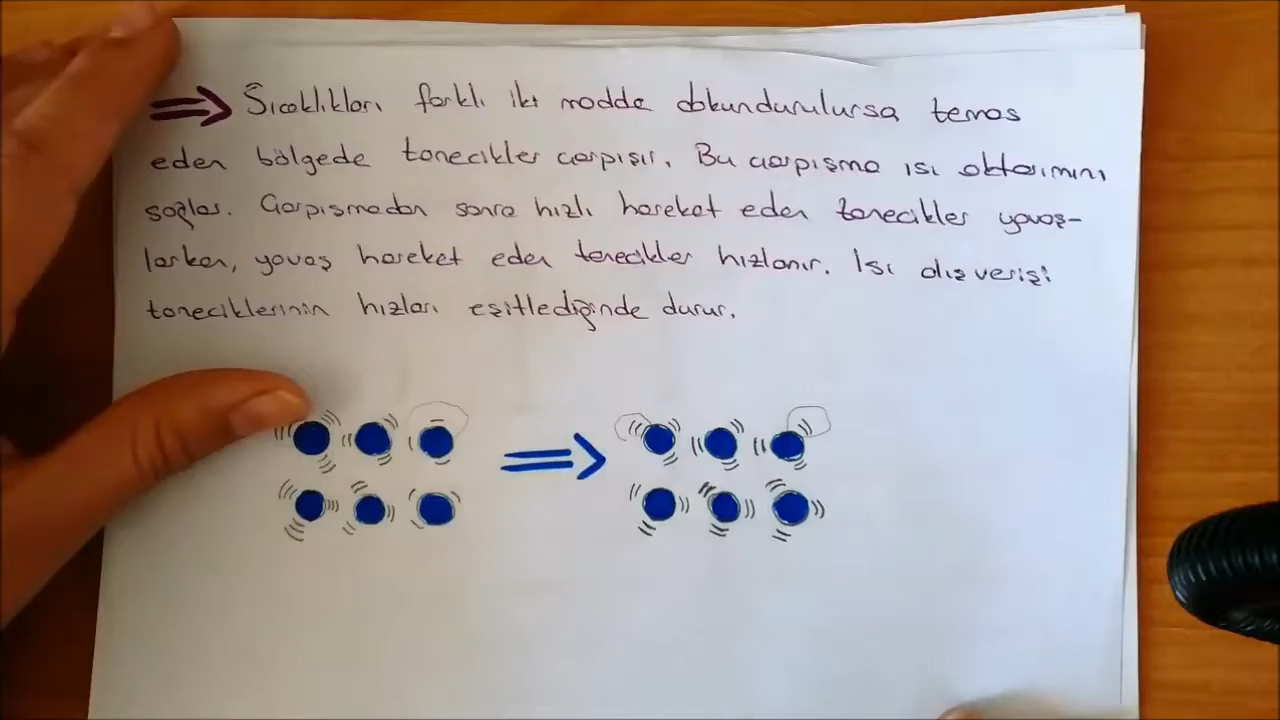 Sıcaklıkları farklı iki madde dokundurulursa temas
eden bölgede tanecikler çarpışır. Bu çarpışma ısı aktarımını
sağlar. Çarpışmadan sonra hızlı hareket eden tanecikler yavaş-
larken, yavaş hareket eden tanecikler hızlanır. Isı alışverişi
taneciklerinin hızları eşitlediğinde durur.